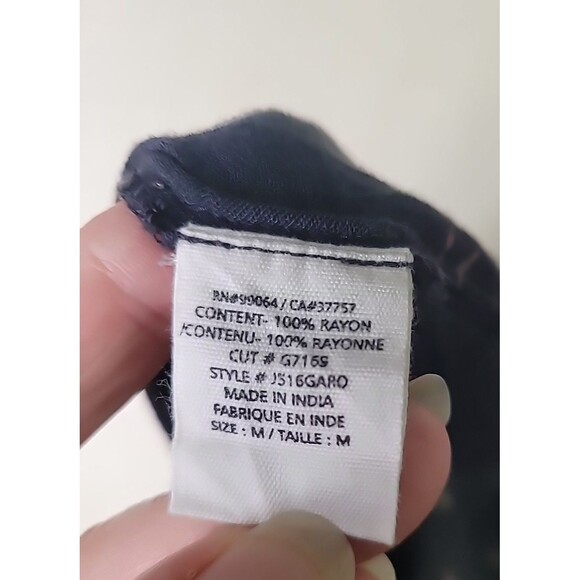 RN#99064 / CA#37757
CONTENT- 100% RAYON
/CONTENU- 100% RAYONNE
CUT # G7169
STYLE # J516GARO
MADE IN INDIA
FABRIQUE EN INDE
SIZE : M / TAILLE : M